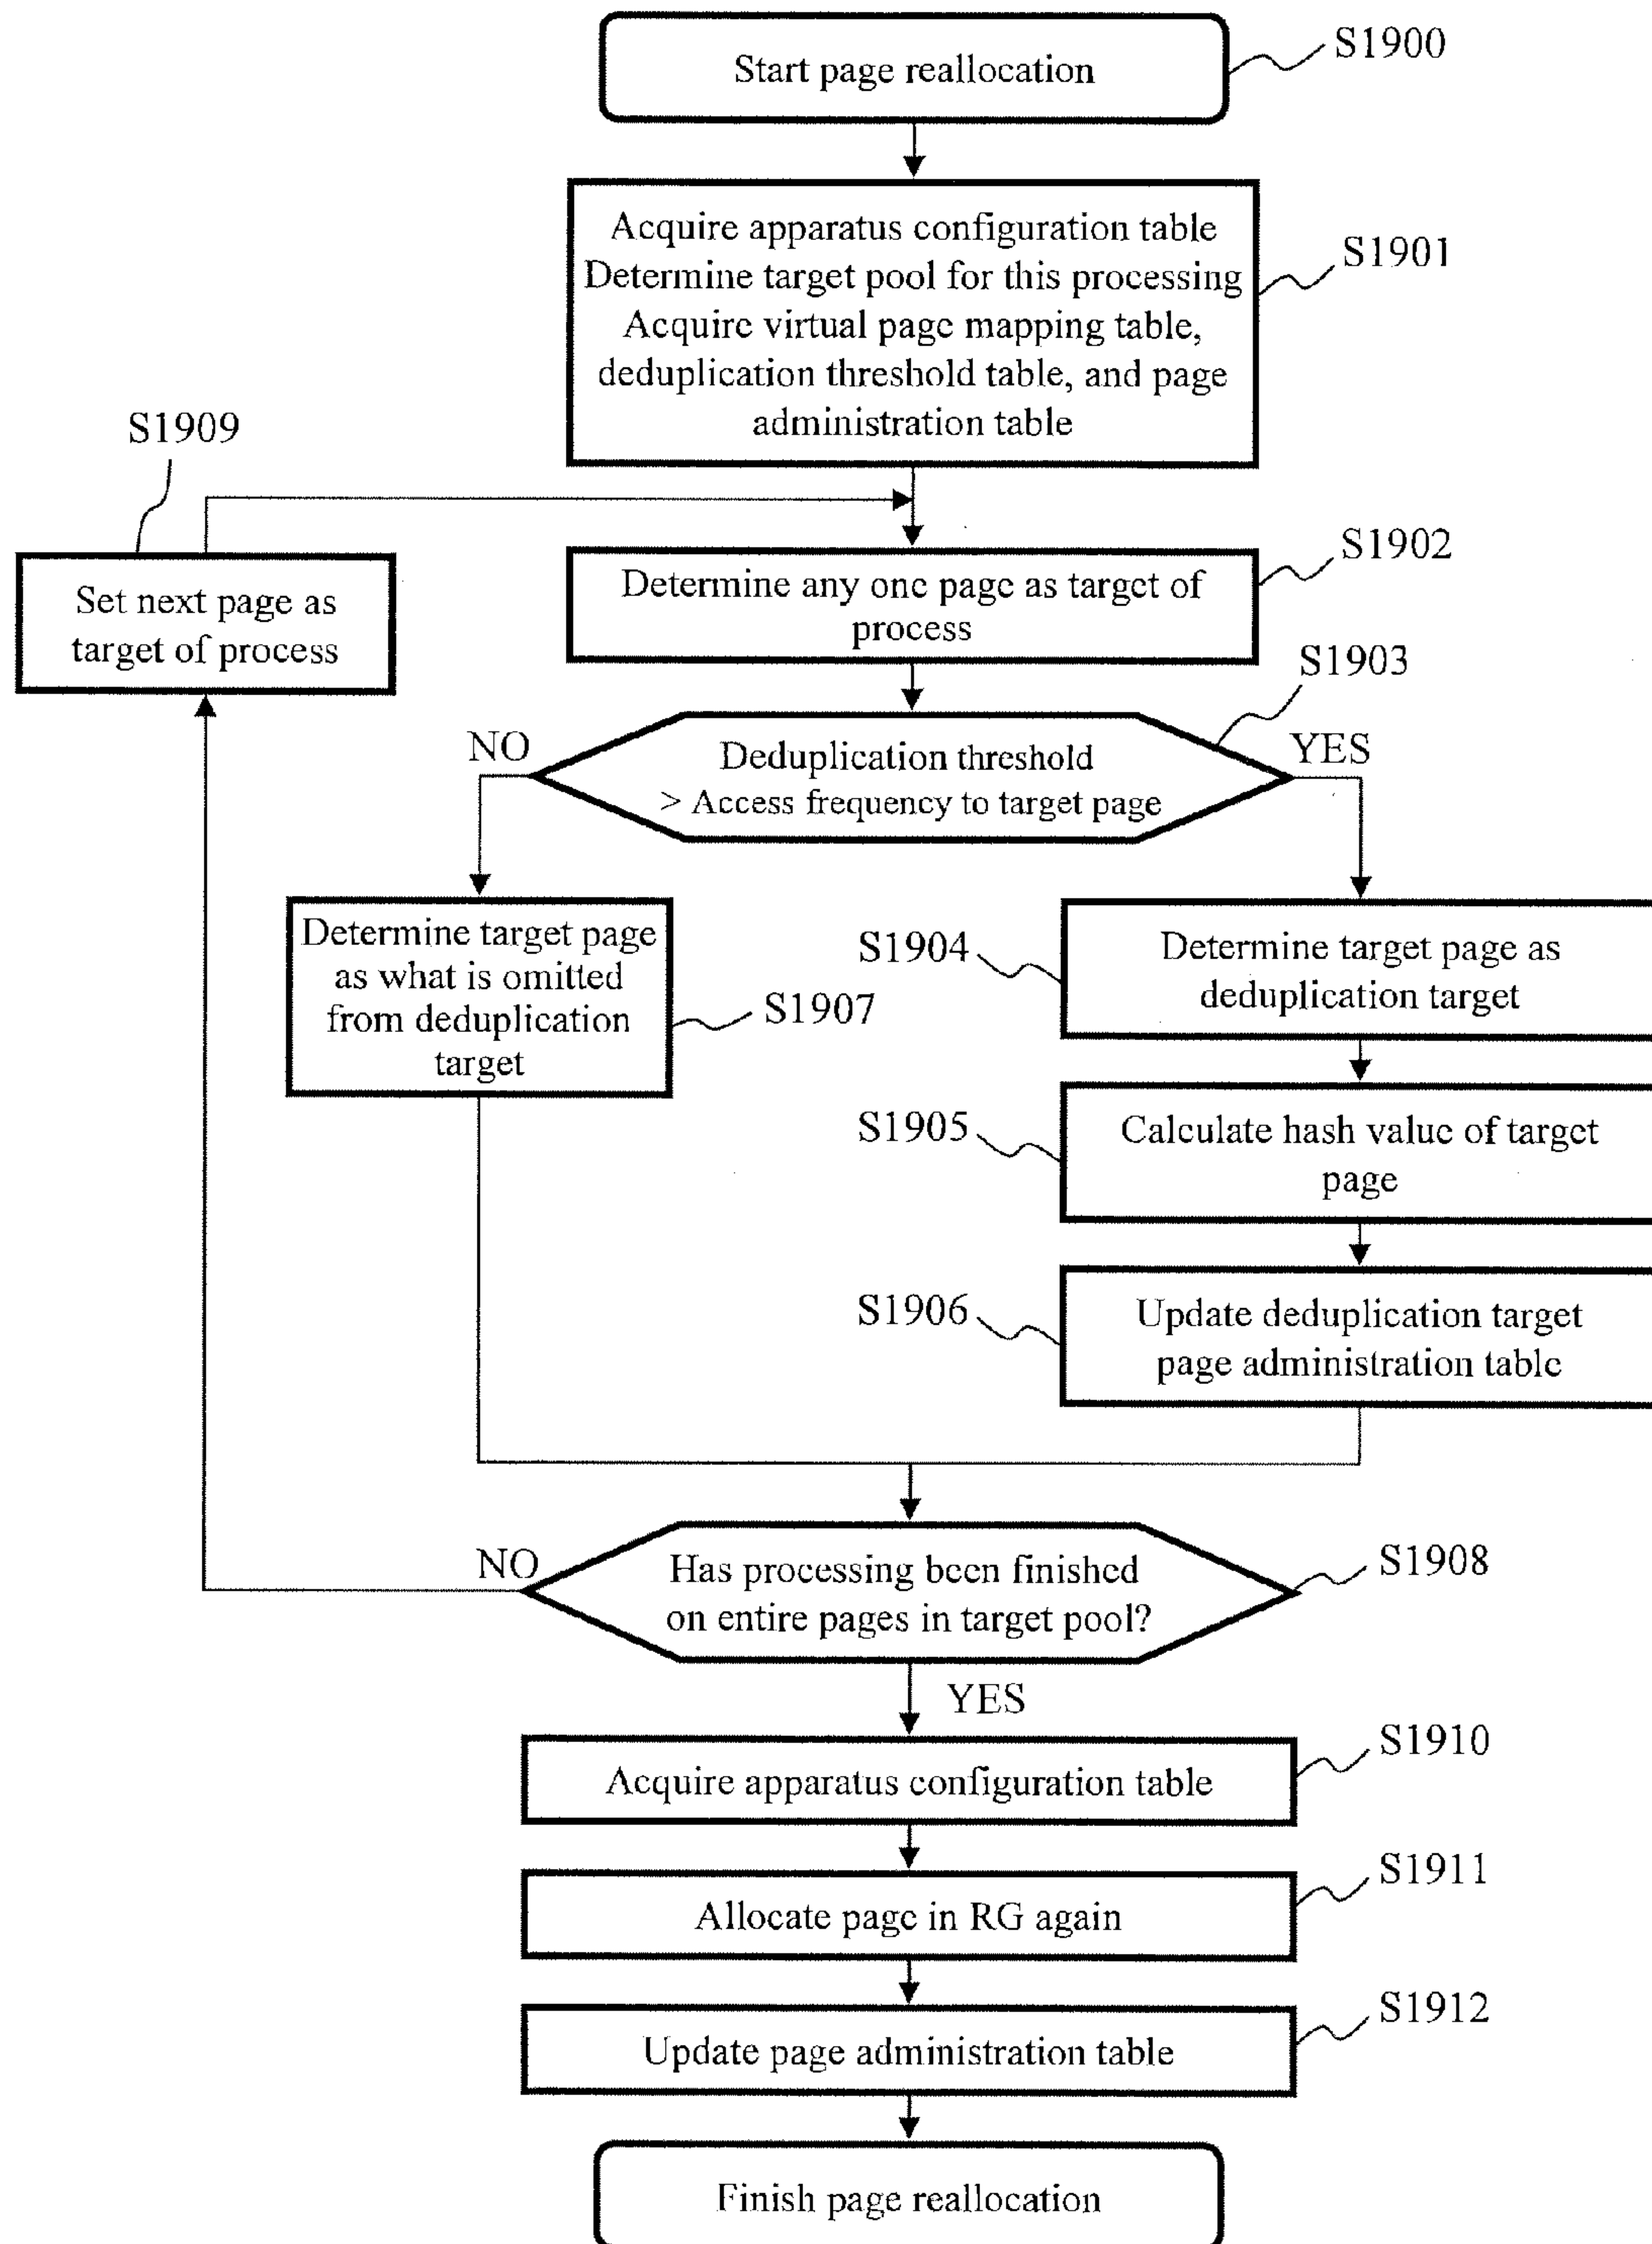 Start page reallocation
S1900
Acquire apparatus configuration table
Determine target pool for this processing
Acquire virtual page mapping table,
deduplication threshold table, and page
administration table
S1901
S1909
Set next page as
target of process
Determine any one page as target of
process
S1902
S1903
NO
Deduplication threshold
> Access frequency to target page
YES
Determine target page
as what is omitted
from deduplication
target
S1907
S1904
Determine target page as
deduplication target
S1905
Calculate hash value of target
page
S1906
Update deduplication target
page administration table
NO
Has processing been finished
on entire pages in target pool?
S1908
YES
Acquire apparatus configuration table
S1910
Allocate page in RG again
S1911
Update page administration table
S1912
Finish page reallocation